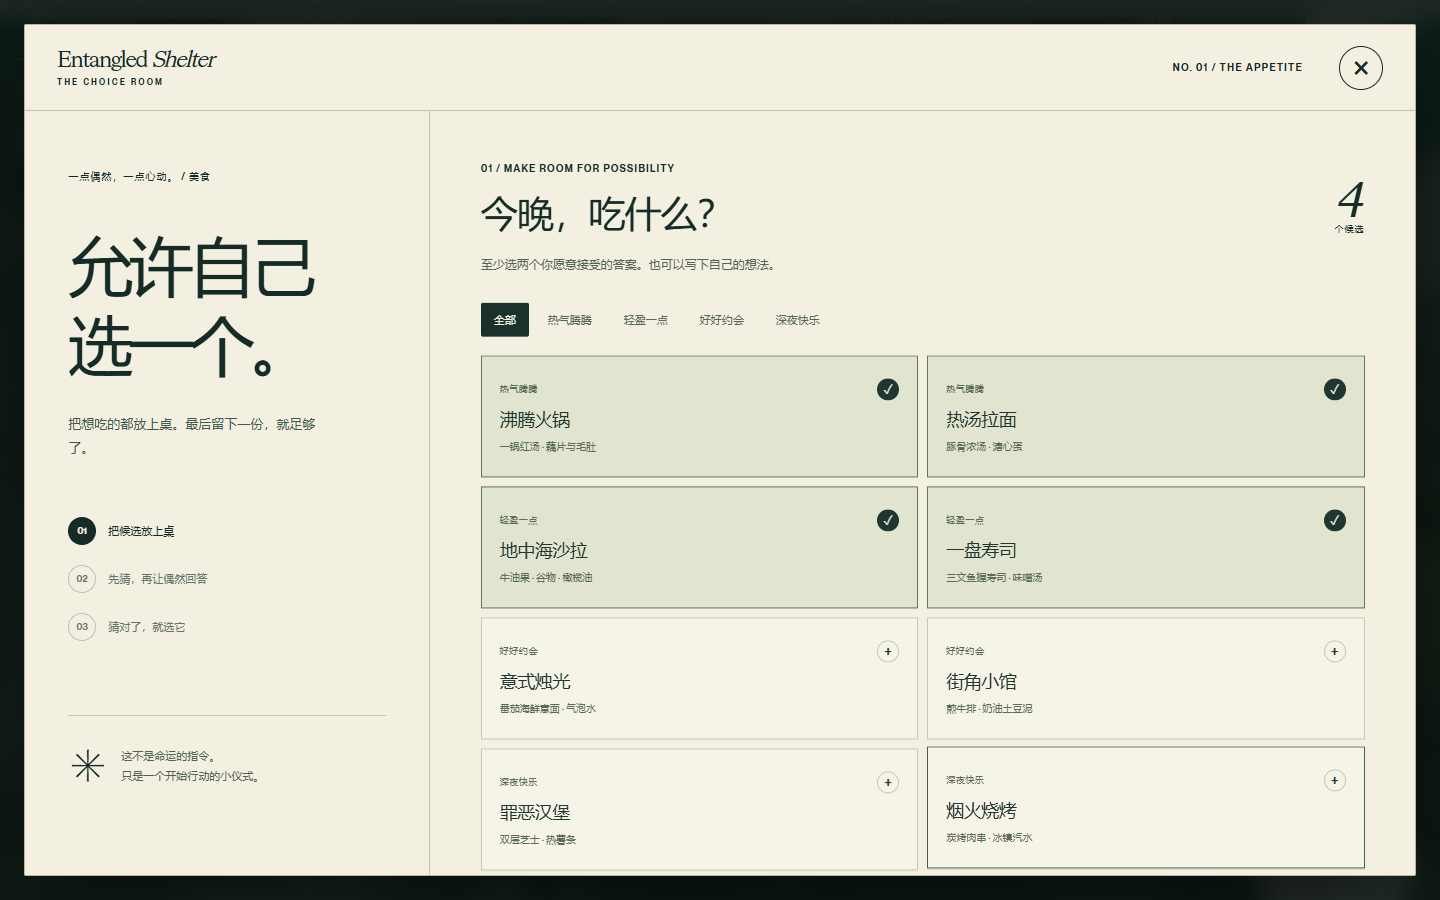 Entangled Shelter
THE CHOICE ROOM
NO. 01 / THE APPETITE
一点偶然，一点心动。 / 美食
允许自己
选一个。
把想吃的都放上桌。最后留下一份，就足够
了。
01 把候选放上桌
02 先猜，再让偶然回答
03 猜对了，就选它
这不是命运的指令。
只是一个开始行动的小仪式。
01 / MAKE ROOM FOR POSSIBILITY
今晚，吃什么？
至少选两个你愿意接受的答案。也可以写下自己的想法。
4
个候选
全部 热气腾腾 轻盈一点 好好约会 深夜快乐
热气腾腾
沸腾火锅
一锅红汤 · 藕片与毛肚
热气腾腾
热汤拉面
豚骨浓汤 · 溏心蛋
轻盈一点
地中海沙拉
牛油果 · 谷物 · 橄榄油
轻盈一点
一盘寿司
三文鱼握寿司 · 味噌汤
好好约会
意式烛光
番茄海鲜意面 · 气泡水
好好约会
街角小馆
煎牛排 · 奶油土豆泥
深夜快乐
罪恶汉堡
双层芝士 · 热薯条
深夜快乐
烟火烧烤
炭烤肉串 · 冰镇汽水